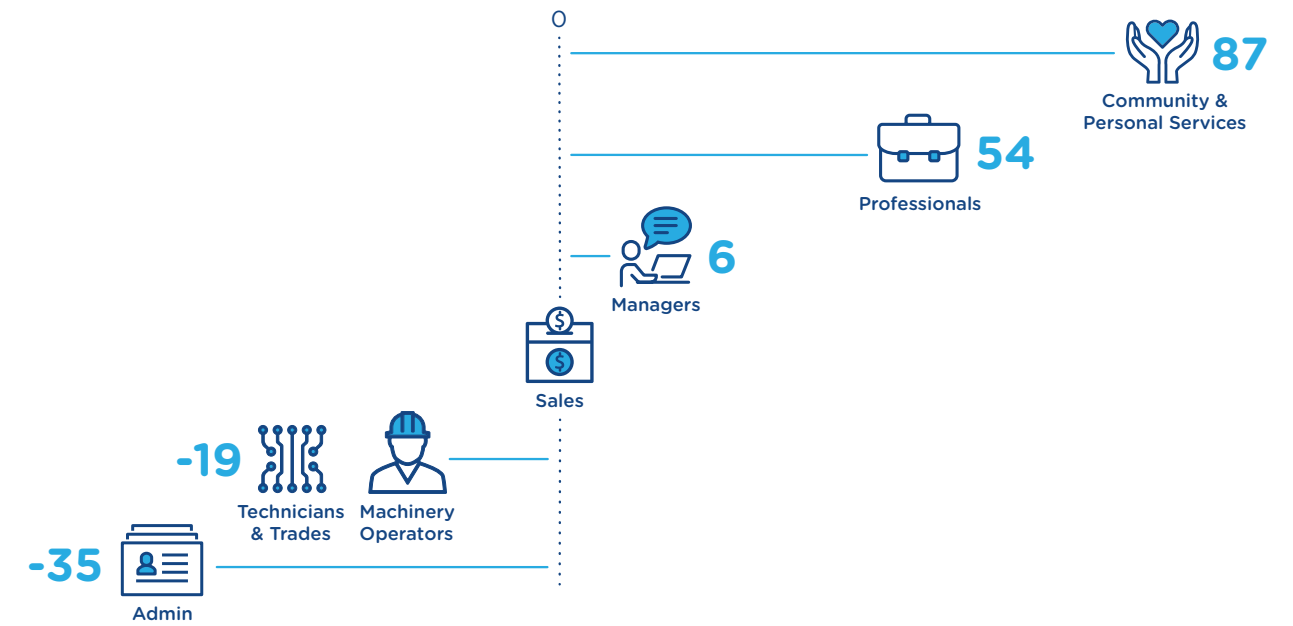 0
87
Community &
Personal Services
54
Professionals
6
Managers
$
$
Sales
-19
Technicians
& Trades
Machinery
Operators
-35
Admin